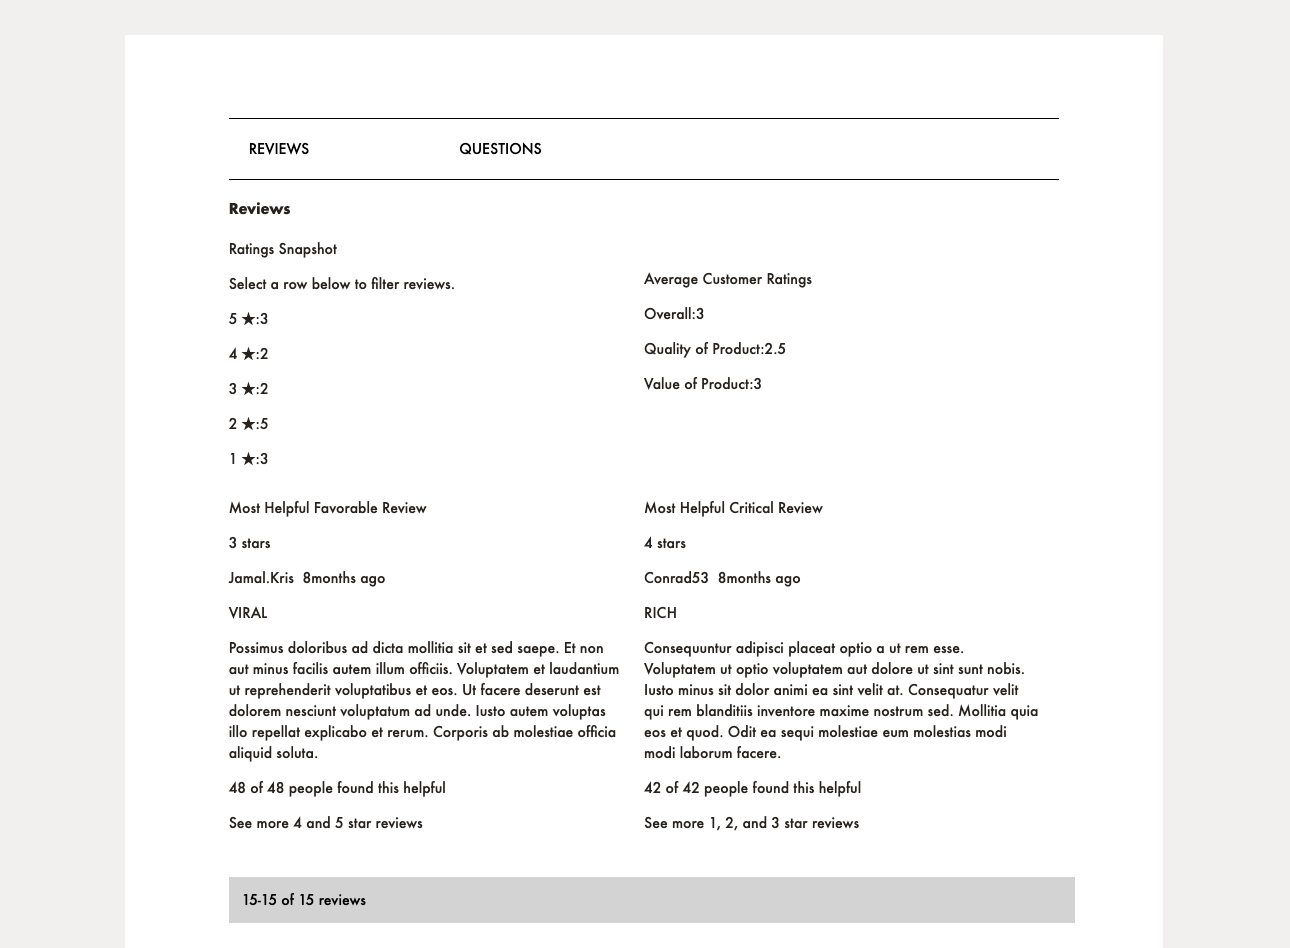 REVIEWS
QUESTIONS
Reviews
Ratings Snapshot
Select a row below to filter reviews.
5 ★:3
4 ★:2
3 ★:2
2 ★:5
1 ★:3
Average Customer Ratings
Overall:3
Quality of Product:2.5
Value of Product:3
Most Helpful Favorable Review
3 stars
Jamal.Kris 8months ago
VIRAL
Possimus doloribus ad dicta mollitia sit et sed saepe. Et non
aut minus facilis autem illum officiis. Voluptatem et laudantium
ut reprehenderit voluptatibus et eos. Ut facere deserunt est
dolorem nesciunt voluptatum ad unde. Iusto autem voluptas
illo repellat explicabo et rerum. Corporis ab molestiae officia
aliquid soluta.
48 of 48 people found this helpful
See more 4 and 5 star reviews
Most Helpful Critical Review
4 stars
Conrad53 8months ago
RICH
Consequuntur adipisci placeat optio a ut rem esse.
Voluptatem ut optio voluptatem aut dolore ut sint sunt nobis.
Iusto minus sit dolor animi ea sint velit at. Consequatur velit
qui rem blanditiis inventore maxime nostrum sed. Mollitia quia
eos et quod. Odit ea sequi molestiae eum molestias modi
modi laborum facere.
42 of 42 people found this helpful
See more 1, 2, and 3 star reviews
15-15 of 15 reviews